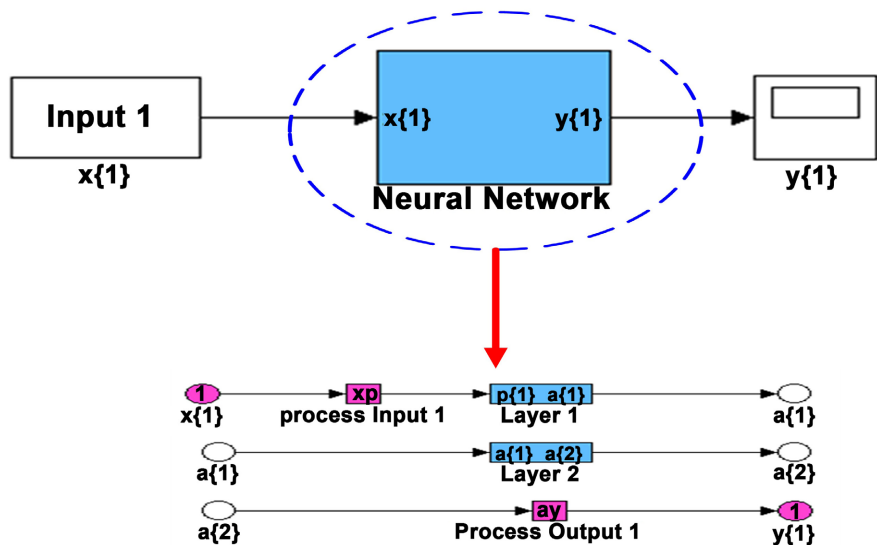 Input 1
x{1}
x{1}
y{1}
Neural Network
y{1}
1
x{1}
xp
process Input 1
p{1} a{1}
Layer 1
a{1}
a{1}
a{1} a{2}
Layer 2
a{2}
a{2}
ay
Process Output 1
1
y{1}